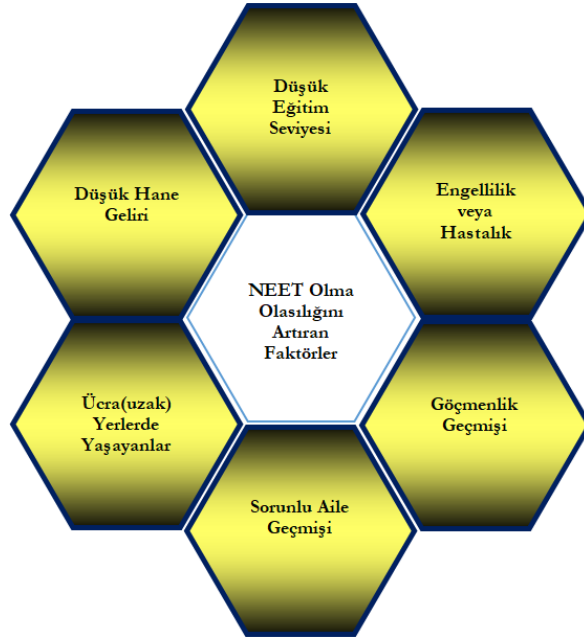 Düşük
Eğitim
Seviyesi
Düşük Hane
Geliri
Engellilik
veya
Hastalık
NEET Olma
Olasılığını
Artıran
Faktörler
Ücra(uzak)
Yerlerde
Yaşayanlar
Göçmenlik
Geçmişi
Sorunlu Aile
Geçmişi